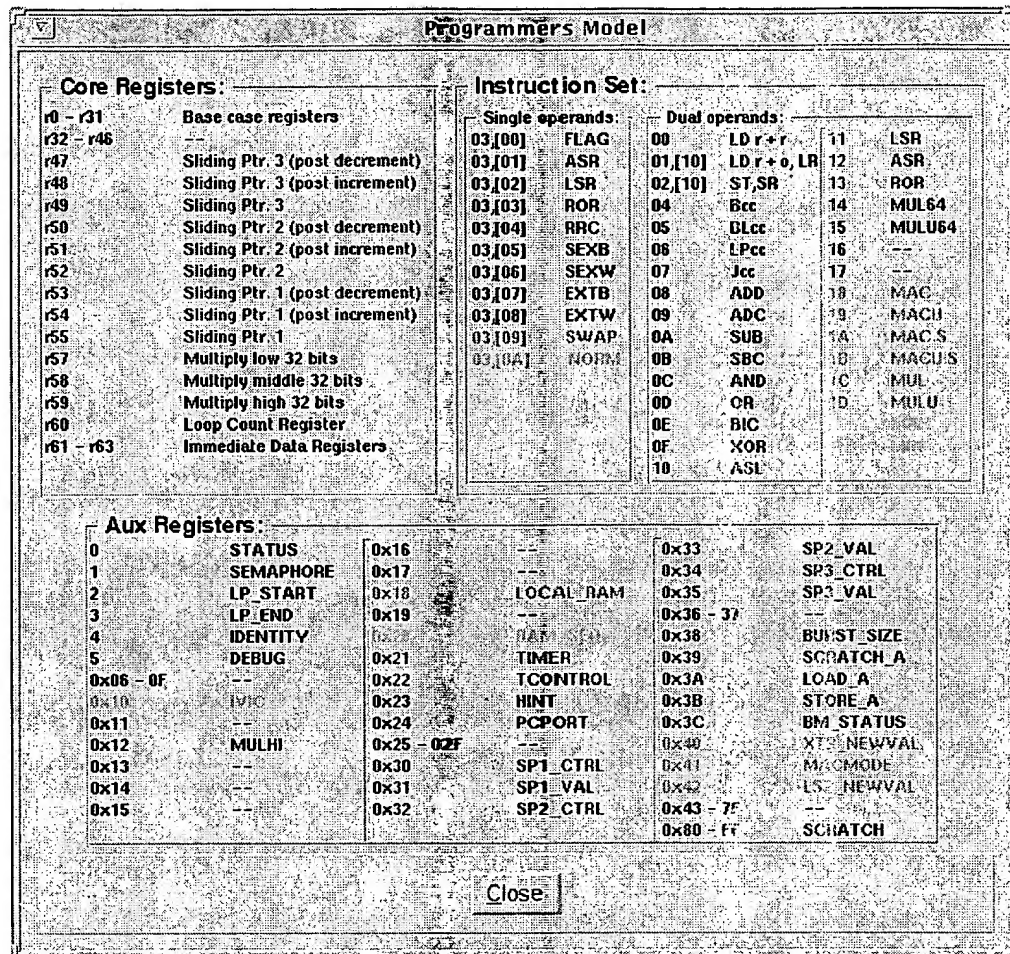 Programmers Model
Core Registers:
r0 – r31 Base case registers
r32 – r46 --
r47 Sliding Ptr. 3 (post decrement)
r48 Sliding Ptr. 3 (post increment)
r49 Sliding Ptr. 3
r50 Sliding Ptr. 2 (post decrement)
r51 Sliding Ptr. 2 (post increment)
r52 Sliding Ptr. 2
r53 Sliding Ptr. 1 (post decrement)
r54 Sliding Ptr. 1 (post increment)
r55 Sliding Ptr. 1
r57 Multiply low 32 bits
r58 Multiply middle 32 bits
r59 Multiply high 32 bits
r60 Loop Count Register
r61 – r63 Immediate Data Registers
Instruction Set:
Single operands:
03,[00] FLAG
03,[01] ASR
03,[02] LSR
03,[03] ROR
03,[04] RRC
03,[05] SEXB
03,[06] SEXW
03,[07] EXTB
03,[08] EXTW
03,[09] SWAP
03,[0A] NORM
Dual operands:
00 LD r + r
01,[10] LD r + o, LR
02,[10] ST,SR
04 Bcc
05 BLcc
06 LPcc
07 Jcc
08 ADD
09 ADC
0A SUB
0B SBC
0C AND
0D OR
0E BIC
0F XOR
10 ASL
11 LSR
12 ASR
13 ROR
14 MUL64
15 MULU64
16 --
17 --
18 MAC
19 MACU
1A MAC.S
1B MACU.S
1C MUL
1D MULU
Aux Registers:
0 STATUS
1 SEMAPHORE
2 LP_START
3 LP_END
4 IDENTITY
5 DEBUG
0x06 – 0F --
0x10 IVIC
0x11 --
0x12 MULHI
0x13 --
0x14 --
0x15 --
0x16 --
0x17 --
0x18 LOCAL_RAM
0x19 --
0x21 TIMER
0x22 TCONTROL
0x23 HINT
0x24 PCPORT
0x25 – 02F --
0x30 SP1_CTRL
0x31 SP1_VAL
0x32 SP2_CTRL
0x33 SP2_VAL
0x34 SP3_CTRL
0x35 SP3_VAL
0x36 – 37 --
0x38 BURST_SIZE
0x39 SCRATCH_A
0x3A LOAD_A
0x3B STORE_A
0x3C BM_STATUS
0x40
0x41 MACMODE
0x42
0x43 – 7F --
0x80 – FF SCRATCH
Close